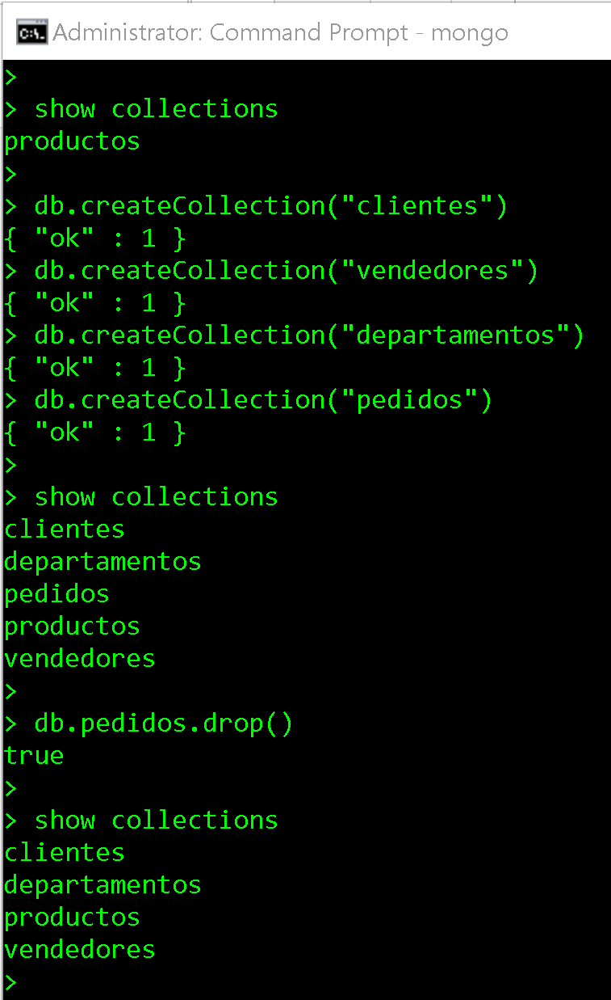 C:\.
Administrator: Command Prompt - mongo
>
> show collections
productos
>
> db.createCollection("clientes")
{ "ok" : 1 }
> db.createCollection("vendedores")
{ "ok" : 1 }
> db.createCollection("departamentos")
{ "ok" : 1 }
> db.createCollection("pedidos")
{ "ok" : 1 }
>
> show collections
clientes
departamentos
pedidos
productos
vendedores
>
> db.pedidos.drop()
true
>
> show collections
clientes
departamentos
productos
vendedores
>